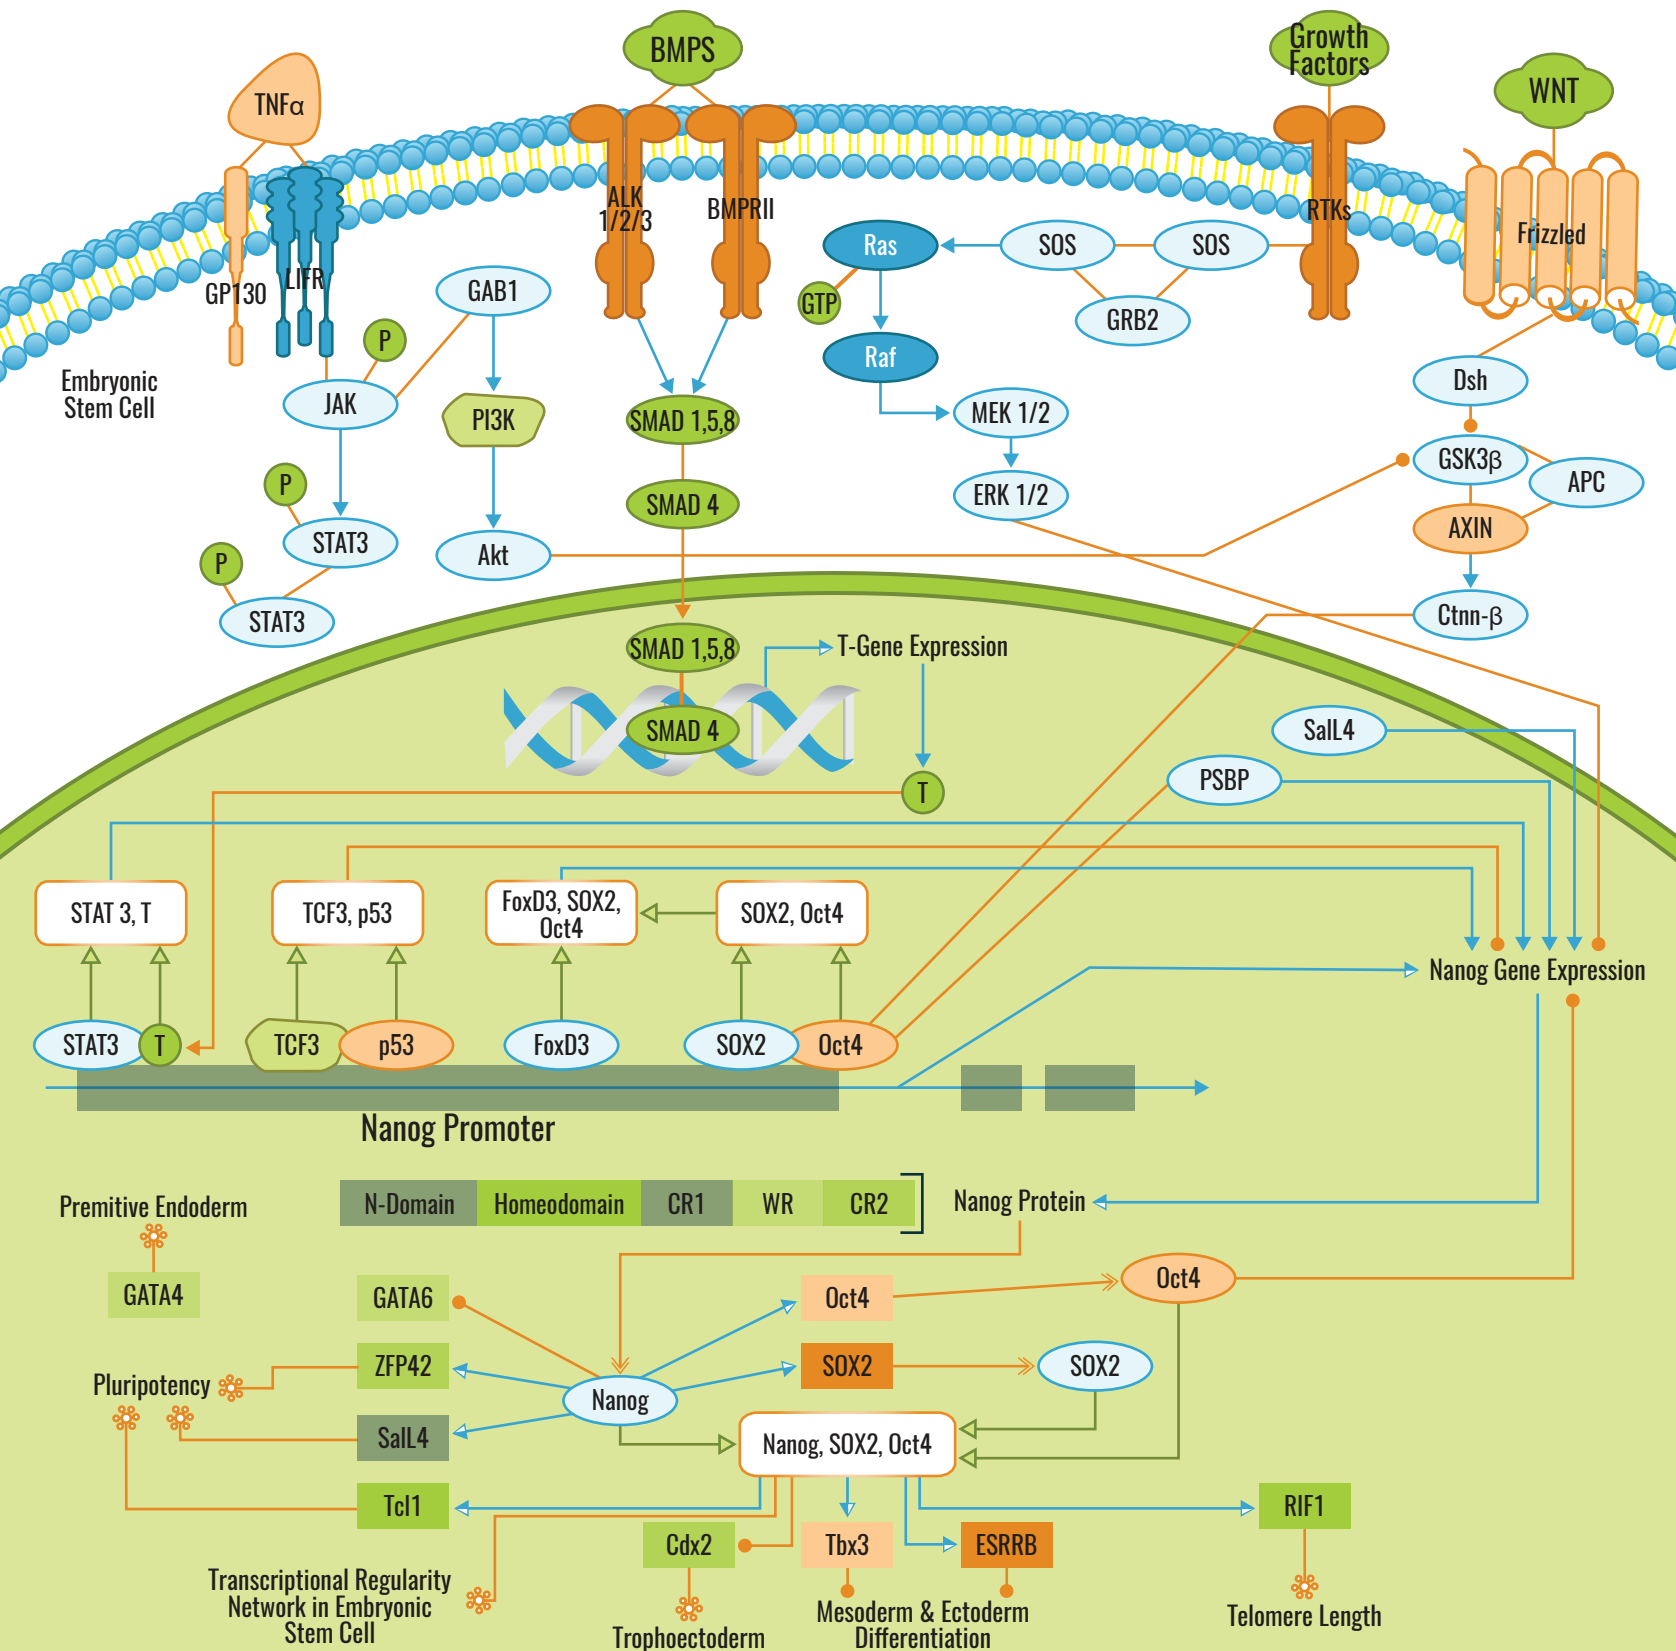 BMPS
Growth
Factors
TNFα
WNT
ALK
1/2/3
BMPRII
RTKs
Ras
SOS
SOS
Frizzled
GP130
LIFR
GAB1
GTP
GRB2
P
Raf
Embryonic
Stem Cell
JAK
PI3K
SMAD 1,5,8
MEK 1/2
Dsh
GSK3β
APC
P
SMAD 4
ERK 1/2
AXIN
STAT3
Akt
P
STAT3
Ctnn-β
SMAD 1,5,8
T-Gene Expression
SMAD 4
SalL4
PSBP
T
STAT 3, T
TCF3, p53
FoxD3, SOX2,
Oct4
SOX2, Oct4
Nanog Gene Expression
STAT3
T
TCF3
p53
FoxD3
SOX2
Oct4
Nanog Promoter
N-Domain
Homeodomain
CR1
WR
CR2
Nanog Protein
Premitive Endoderm
GATA4
GATA6
Oct4
Oct4
ZFP42
SOX2
SOX2
Pluripotency
Nanog
SalL4
Nanog, SOX2, Oct4
Tcl1
RIF1
Cdx2
Tbx3
ESRRB
Transcriptional Regularity
Network in Embryonic
Stem Cell
Trophoectoderm
Mesoderm & Ectoderm
Differentiation
Telomere Length